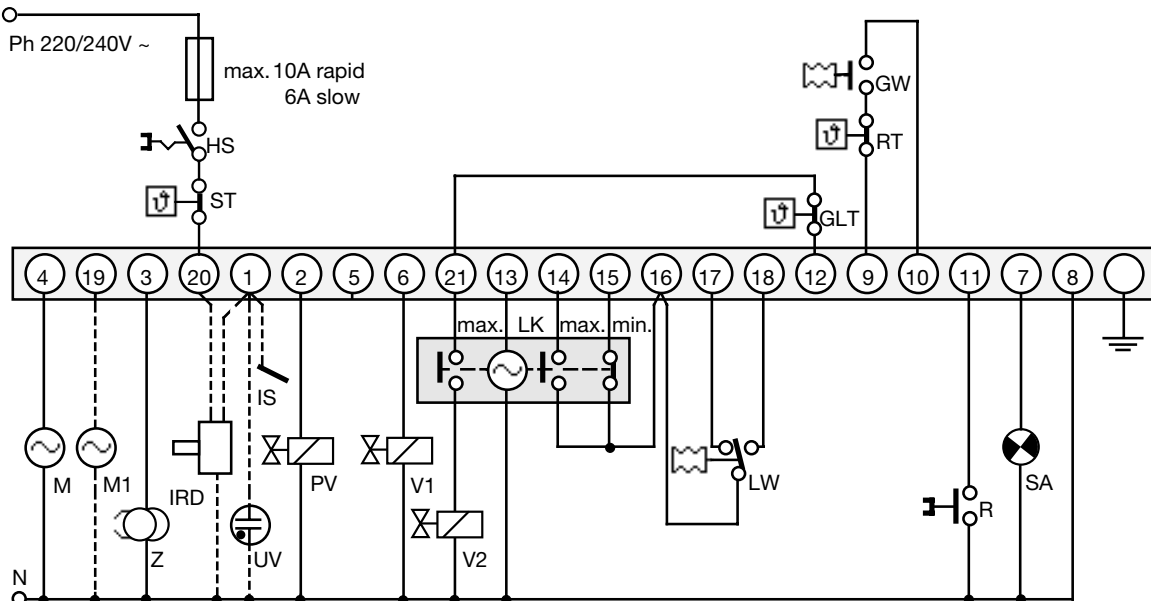 Ph 220/240V ~
max. 10A rapid
6A slow
HS
ST
GW
RT
GLT
4 19 3 20 1 2 5 6 21 13 14 15 16 17 18 12 9 10 11 7 8
max. LK max. min.
IS
M M1 IRD PV V1 LW SA
R
Z UV V2
N